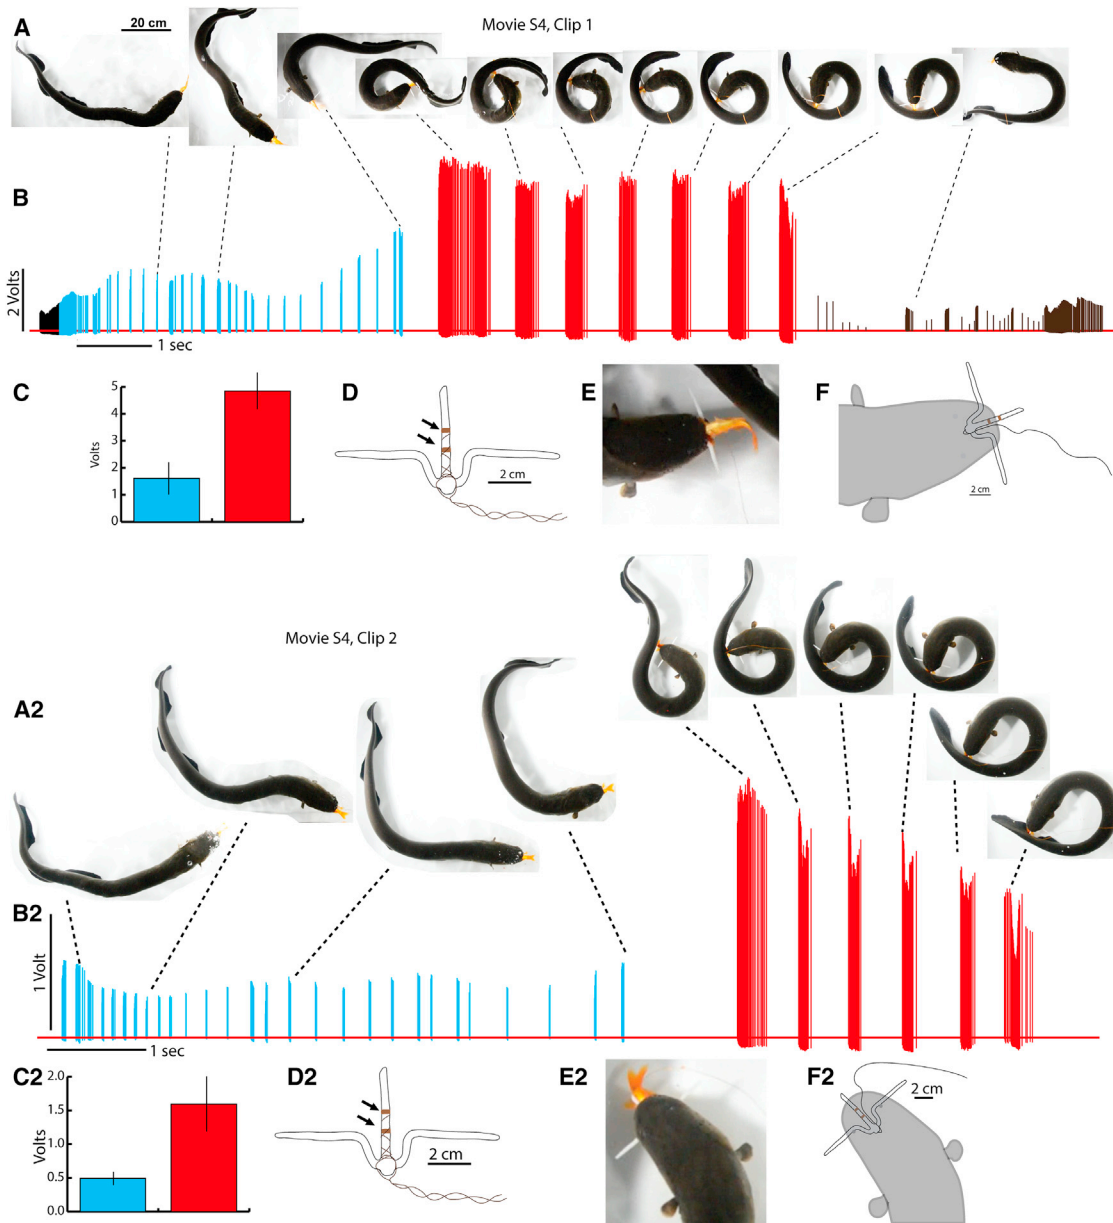 A
20 cm
Movie S4, Clip 1
B
2 Volts
1 sec
C
Volts
5
4
3
2
1
0
D
2 cm
E
F
2 cm
Movie S4, Clip 2
A2
B2
1 Volt
1 sec
C2
Volts
2.0
1.5
1.0
0.5
0.0
D2
2 cm
E2
F2
2 cm